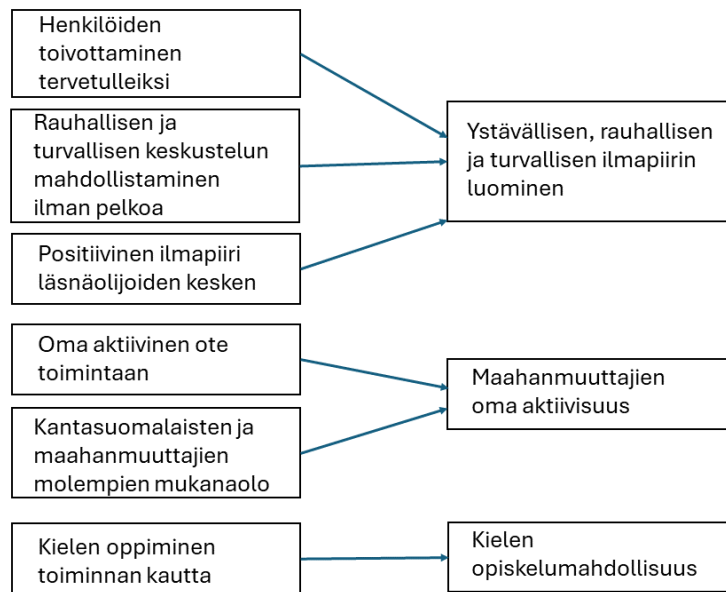 Henkilöiden
toivottaminen
tervetulleiksi
Rauhallisen ja
turvallisen keskustelun
mahdollistaminen
ilman pelkoa
Positiivinen ilmapiiri
läsnäolijoiden kesken
Ystävällisen, rauhallisen
ja turvallisen ilmapiirin
luominen
Oma aktiivinen ote
toimintaan
Kantasuomalaisten ja
maahanmuuttajien
molempien mukanaolo
Maahanmuuttajien
oma aktiivisuus
Kielen oppiminen
toiminnan kautta
Kielen
opiskelumahdollisuus